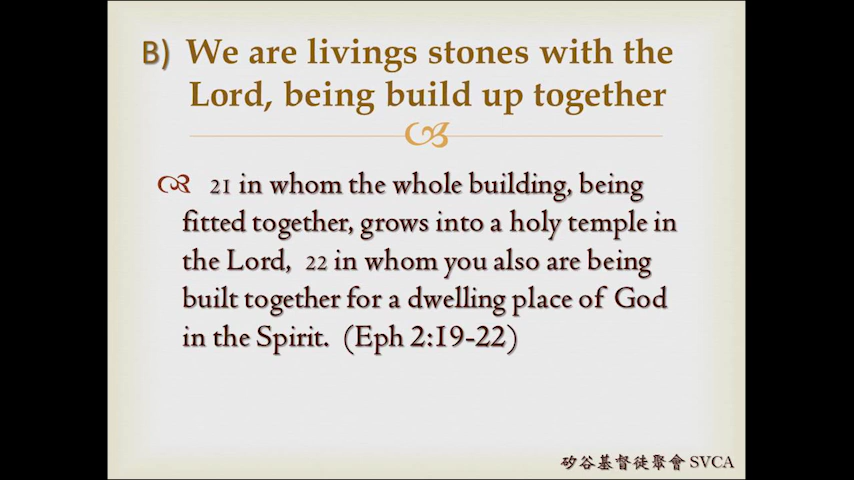 B) We are livings stones with the
Lord, being build up together
21 in whom the whole building, being
fitted together, grows into a holy temple in
the Lord, 22 in whom you also are being
built together for a dwelling place of God
in the Spirit. (Eph 2:19-22)
矽谷基督徒聚會 SVCA